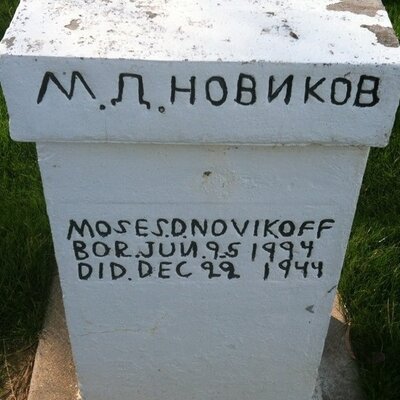 М.Д.НОВИКОВ
MOSES.D.NOVIKOFF
BOR.JUN.25 1994
DID.DEC 22 1944